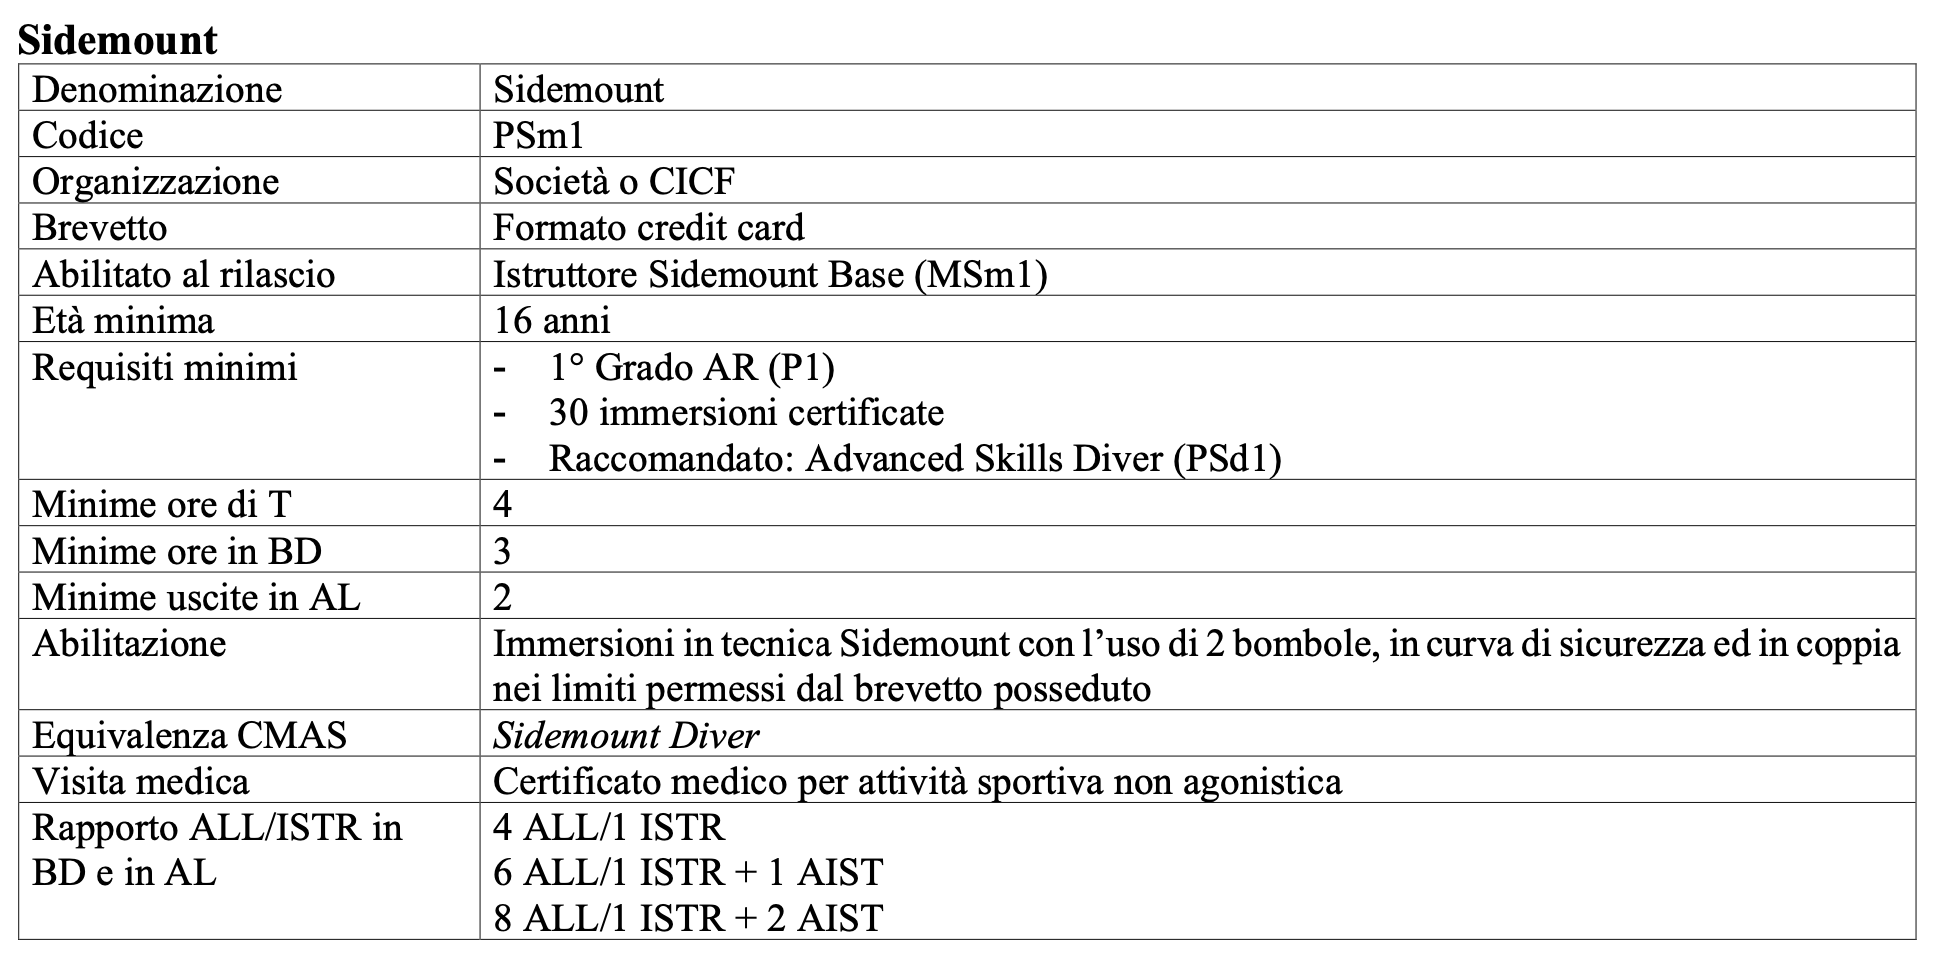 Sidemount
Denominazione Sidemount
Codice PSm1
Organizzazione Società o CICF
Brevetto Formato credit card
Abilitato al rilascio Istruttore Sidemount Base (MSm1)
Età minima 16 anni
Requisiti minimi - 1° Grado AR (P1)
- 30 immersioni certificate
- Raccomandato: Advanced Skills Diver (PSd1)
Minime ore di T 4
Minime ore in BD 3
Minime uscite in AL 2
Abilitazione Immersioni in tecnica Sidemount con l’uso di 2 bombole, in curva di sicurezza ed in coppia
nei limiti permessi dal brevetto posseduto
Equivalenza CMAS Sidemount Diver
Visita medica Certificato medico per attività sportiva non agonistica
Rapporto ALL/ISTR in 4 ALL/1 ISTR
BD e in AL 6 ALL/1 ISTR + 1 AIST
8 ALL/1 ISTR + 2 AIST